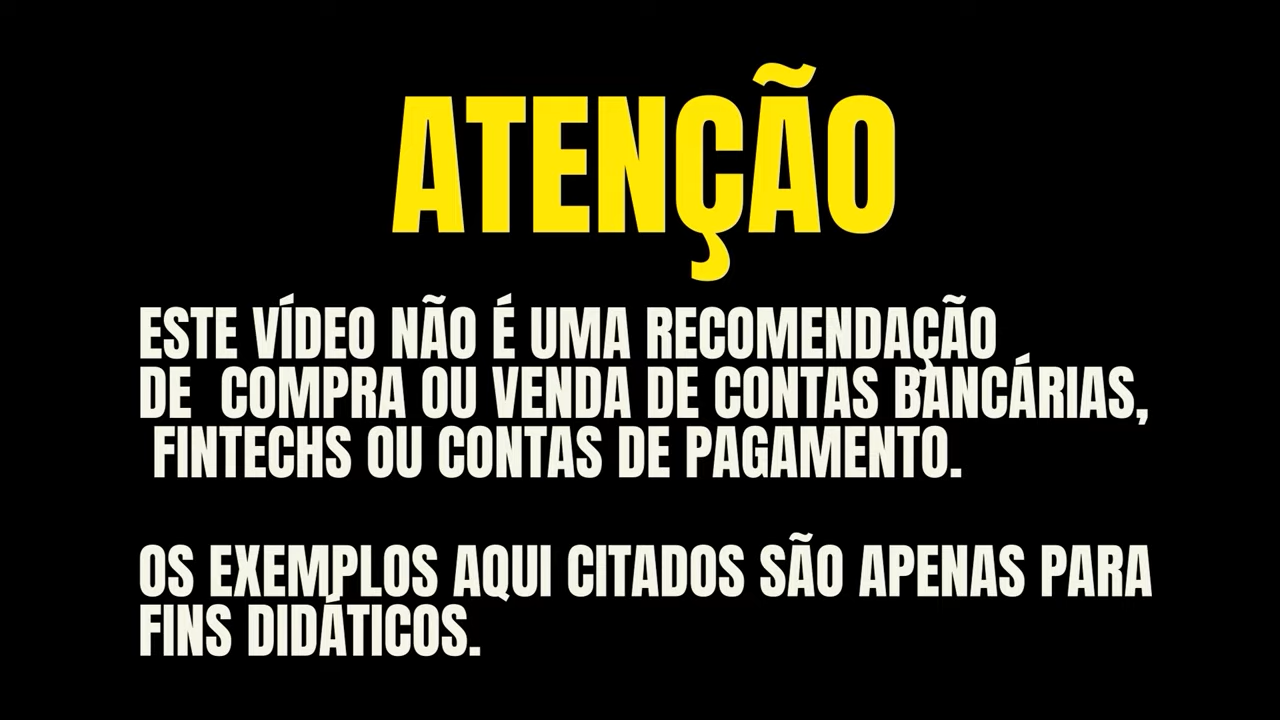 ATENÇÃO
ESTE VÍDEO NÃO É UMA RECOMENDAÇÃO
DE COMPRA OU VENDA DE CONTAS BANCÁRIAS,
FINTECHS OU CONTAS DE PAGAMENTO.
OS EXEMPLOS AQUI CITADOS SÃO APENAS PARA
FINS DIDÁTICOS.